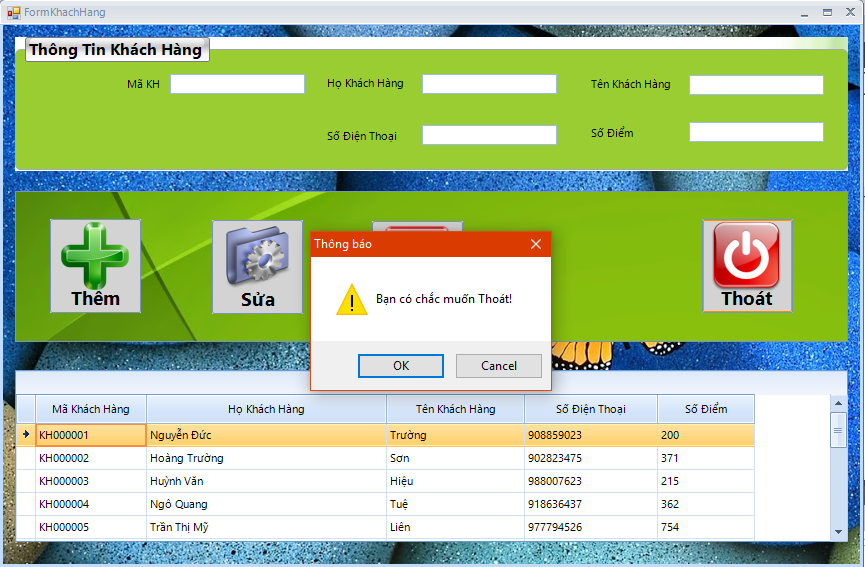 FormKhachHang
Thông Tin Khách Hàng
Mã KH
Họ Khách Hàng
Tên Khách Hàng
Số Điện Thoại
Số Điểm
Thêm
Sửa
Thoát
Thông báo
Bạn có chắc muốn Thoát!
OK Cancel
Mã Khách Hàng Họ Khách Hàng Tên Khách Hàng Số Điện Thoại Số Điểm
KH000001 Nguyễn Đức Trường 908859023 200
KH000002 Hoàng Trường Sơn 902823475 371
KH000003 Huỳnh Văn Hiệu 988007623 215
KH000004 Ngô Quang Tuệ 918636437 362
KH000005 Trần Thị Mỹ Liên 977794526 754